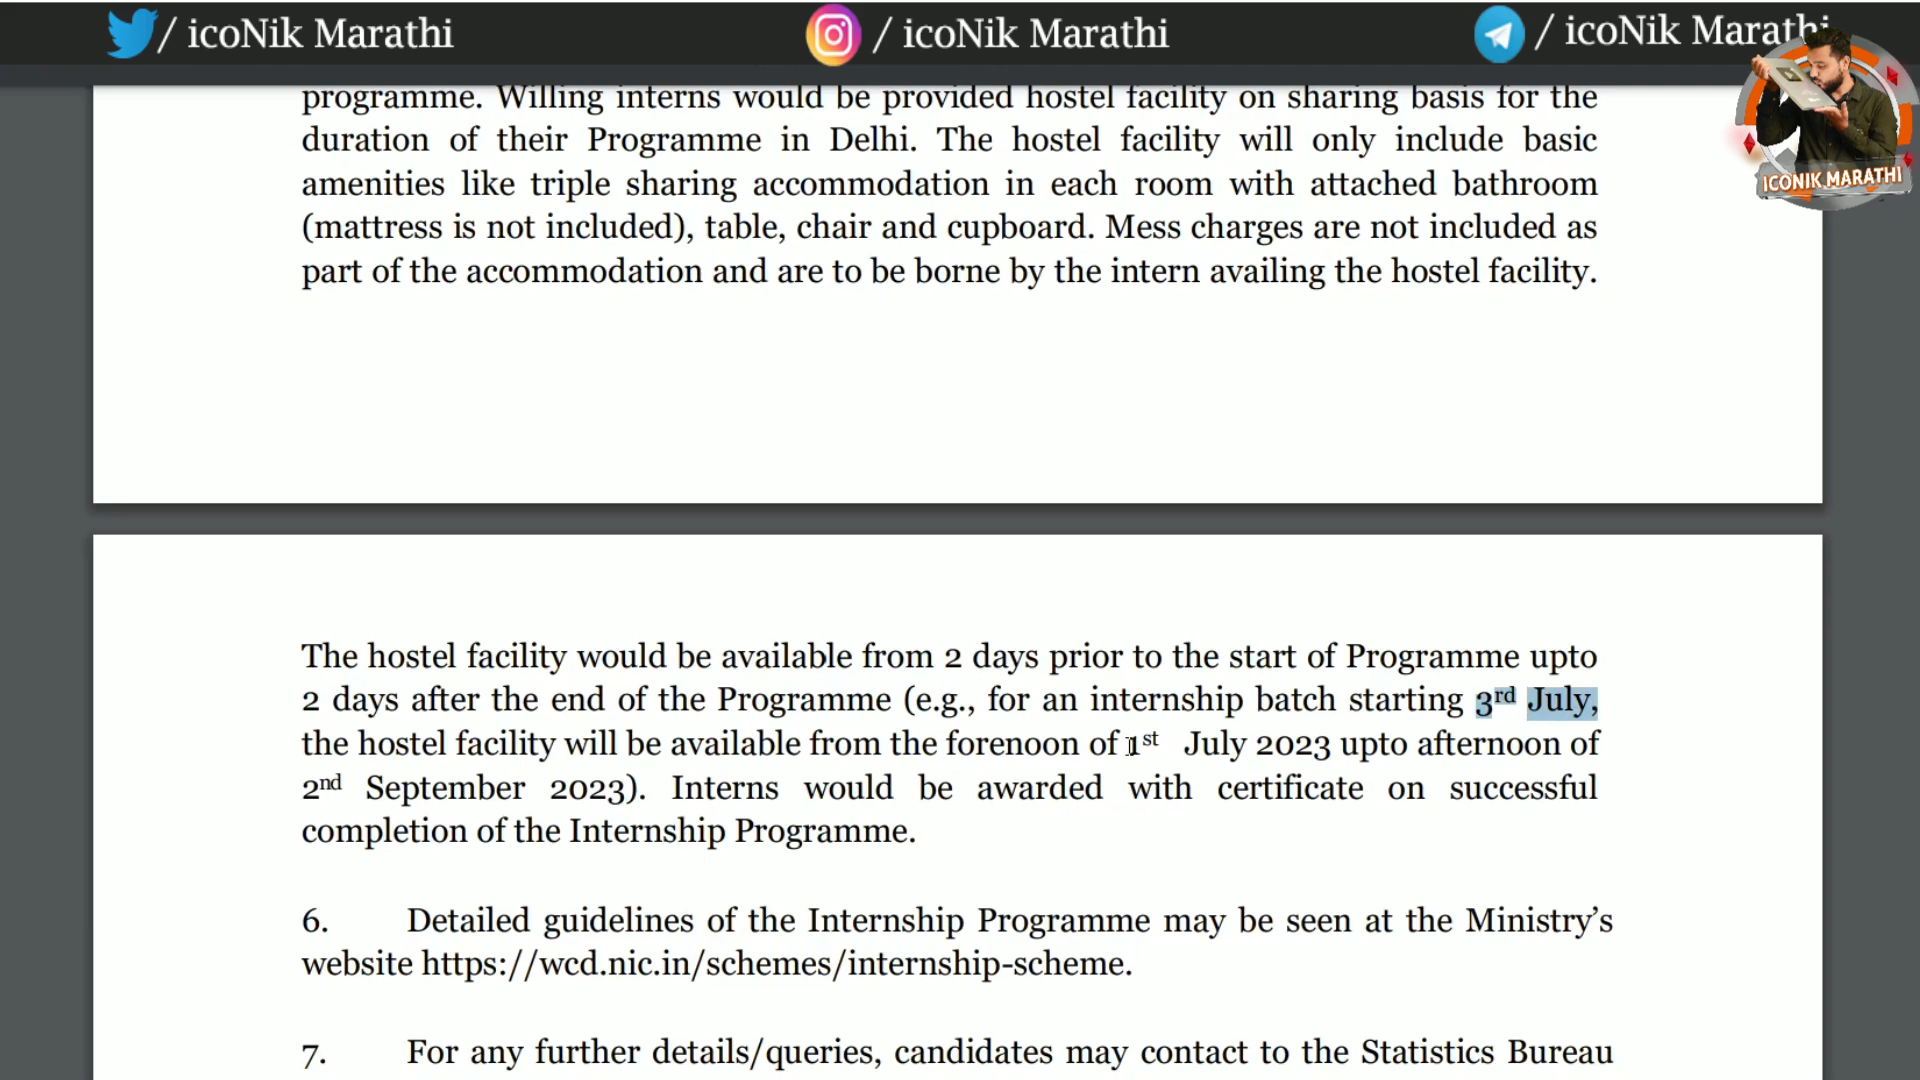 / icoNik Marathi / icoNik Marathi / icoNik Marathi
ICONIK MARATHI
programme. Willing interns would be provided hostel facility on sharing basis for the
duration of their Programme in Delhi. The hostel facility will only include basic
amenities like triple sharing accommodation in each room with attached bathroom
(mattress is not included), table, chair and cupboard. Mess charges are not included as
part of the accommodation and are to be borne by the intern availing the hostel facility.
The hostel facility would be available from 2 days prior to the start of Programme upto
2 days after the end of the Programme (e.g., for an internship batch starting 3rd July,
the hostel facility will be available from the forenoon of 1st July 2023 upto afternoon of
2nd September 2023). Interns would be awarded with certificate on successful
completion of the Internship Programme.
6. Detailed guidelines of the Internship Programme may be seen at the Ministry’s
website https://wcd.nic.in/schemes/internship-scheme.
7. For any further details/queries, candidates may contact to the Statistics Bureau